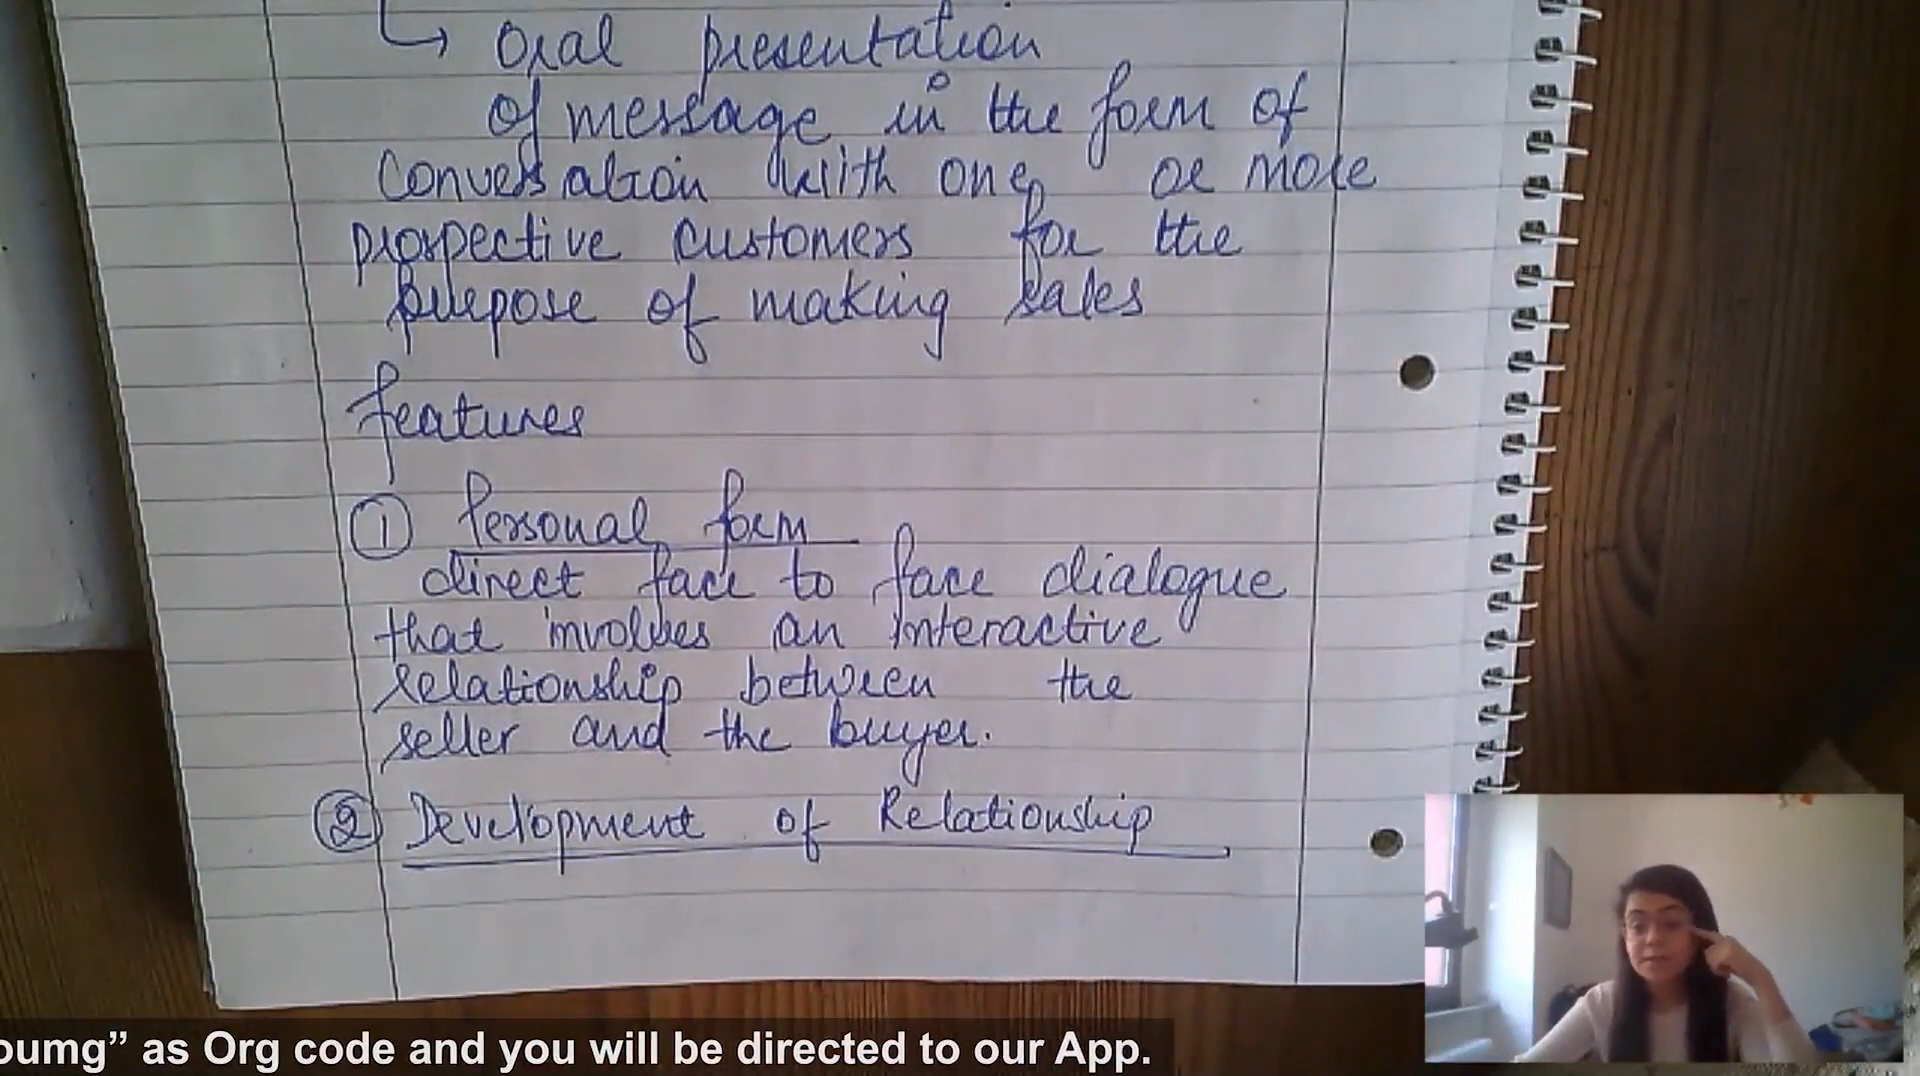 ↳ Oral presentation
of message in the form of
conversation with one or more
prospective customers for the
purpose of making sales
features
① Personal form
direct face to face dialogue
that involves an interactive
relationship between the
seller and the buyer.
② Development of Relationship
oumg” as Org code and you will be directed to our App.